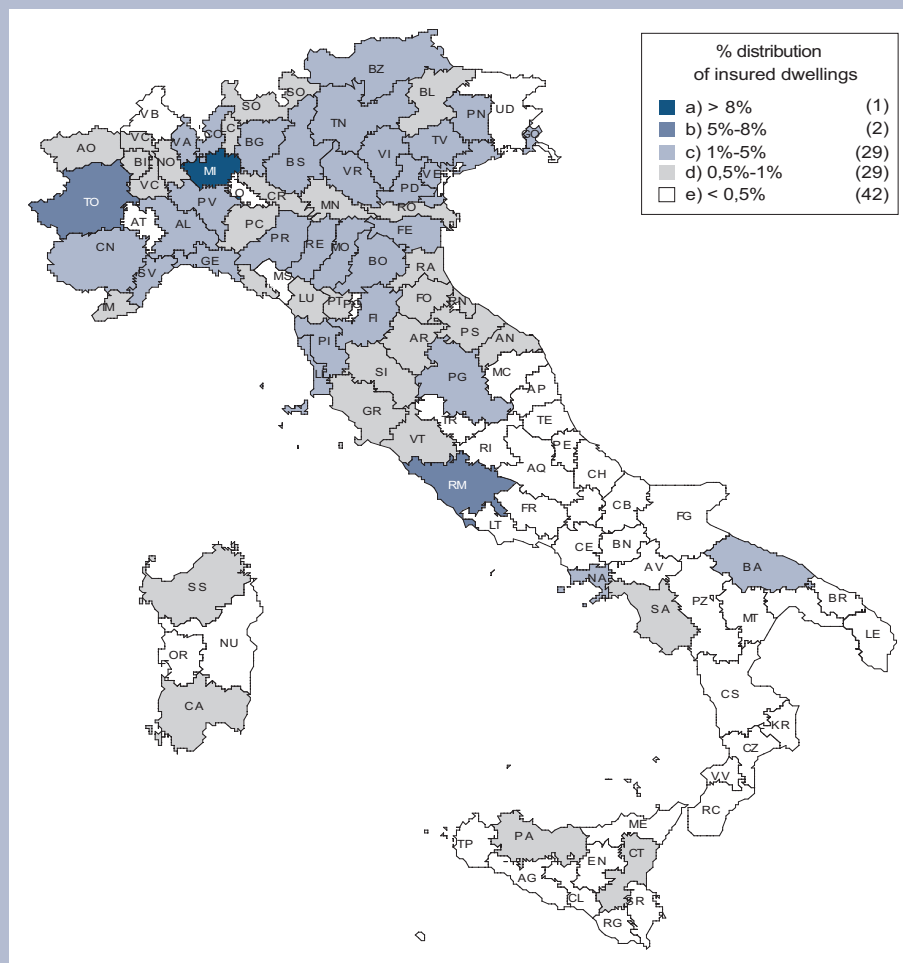 % distribution
of insured dwellings
a) > 8% (1)
b) 5%-8% (2)
c) 1%-5% (29)
d) 0,5%-1% (29)
e) < 0,5% (42)
BZ
SO
SO
BL
VB
UD
PN
TN
VC
VA
CO
BG
TV
GO
AO
BI
NO
BS
VI
MI
VR
VE
VC
PD
TO
PV
CR
MN
RO
AT
AL
PC
FE
CN
PR
RE
MO
GE
BO
SV
MS
RA
IM
LU
PT
FO
RN
FI
PS
AN
PI
AR
MC
SI
PG
AP
GR
TR
TE
VT
RI
PE
AQ
CH
RM
FR
CB
FG
LT
CE
BN
BA
AV
NA
SS
PZ
BR
SA
MT
LE
NU
OR
CS
CA
KR
CZ
VV
RC
ME
PA
TP
CT
EN
AG
CL
SR
RG